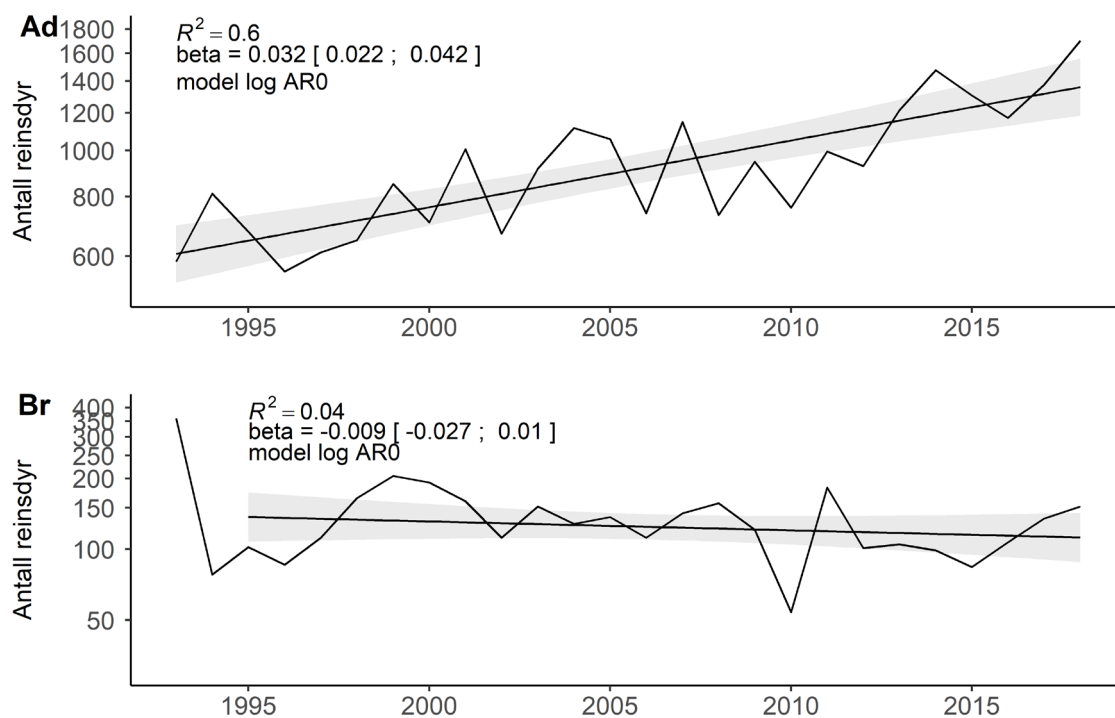 Ad
1800
R² = 0.6
1600
beta = 0.032 [ 0.022 ;  0.042 ]
1400
model log AR0
1200
1000
800
600
Antall reinsdyr
1995 2000 2005 2010 2015
Br
400
R² = 0.04
350
beta = -0.009 [ -0.027 ;  0.01 ]
300
model log AR0
250
200
150
100
50
Antall reinsdyr
1995 2000 2005 2010 2015